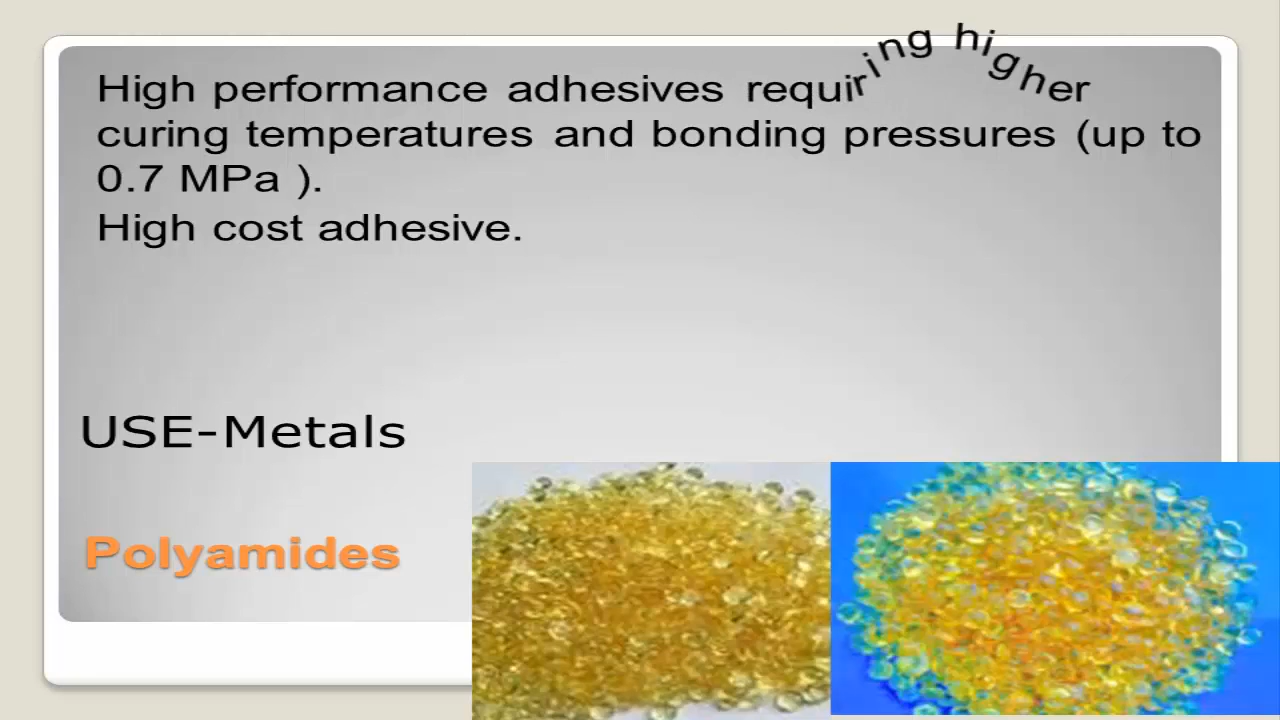 High performance adhesives requiring higher
curing temperatures and bonding pressures (up to
0.7 MPa ).
High cost adhesive.
USE-Metals
Polyamides